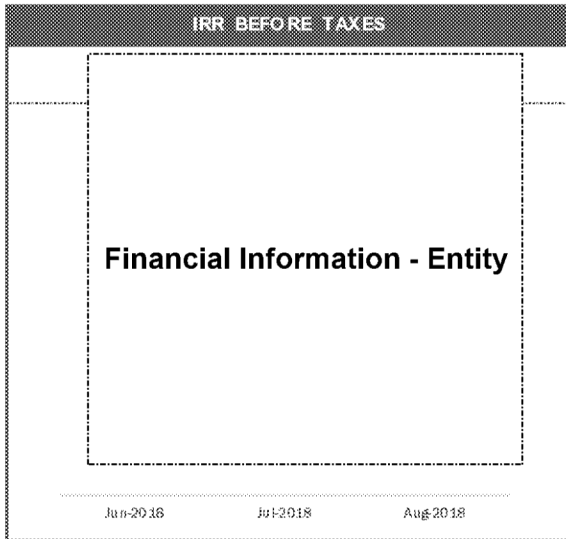 IRR BEFORE TAXES
Financial Information - Entity
Jun-2018 Jul-2018 Aug-2018